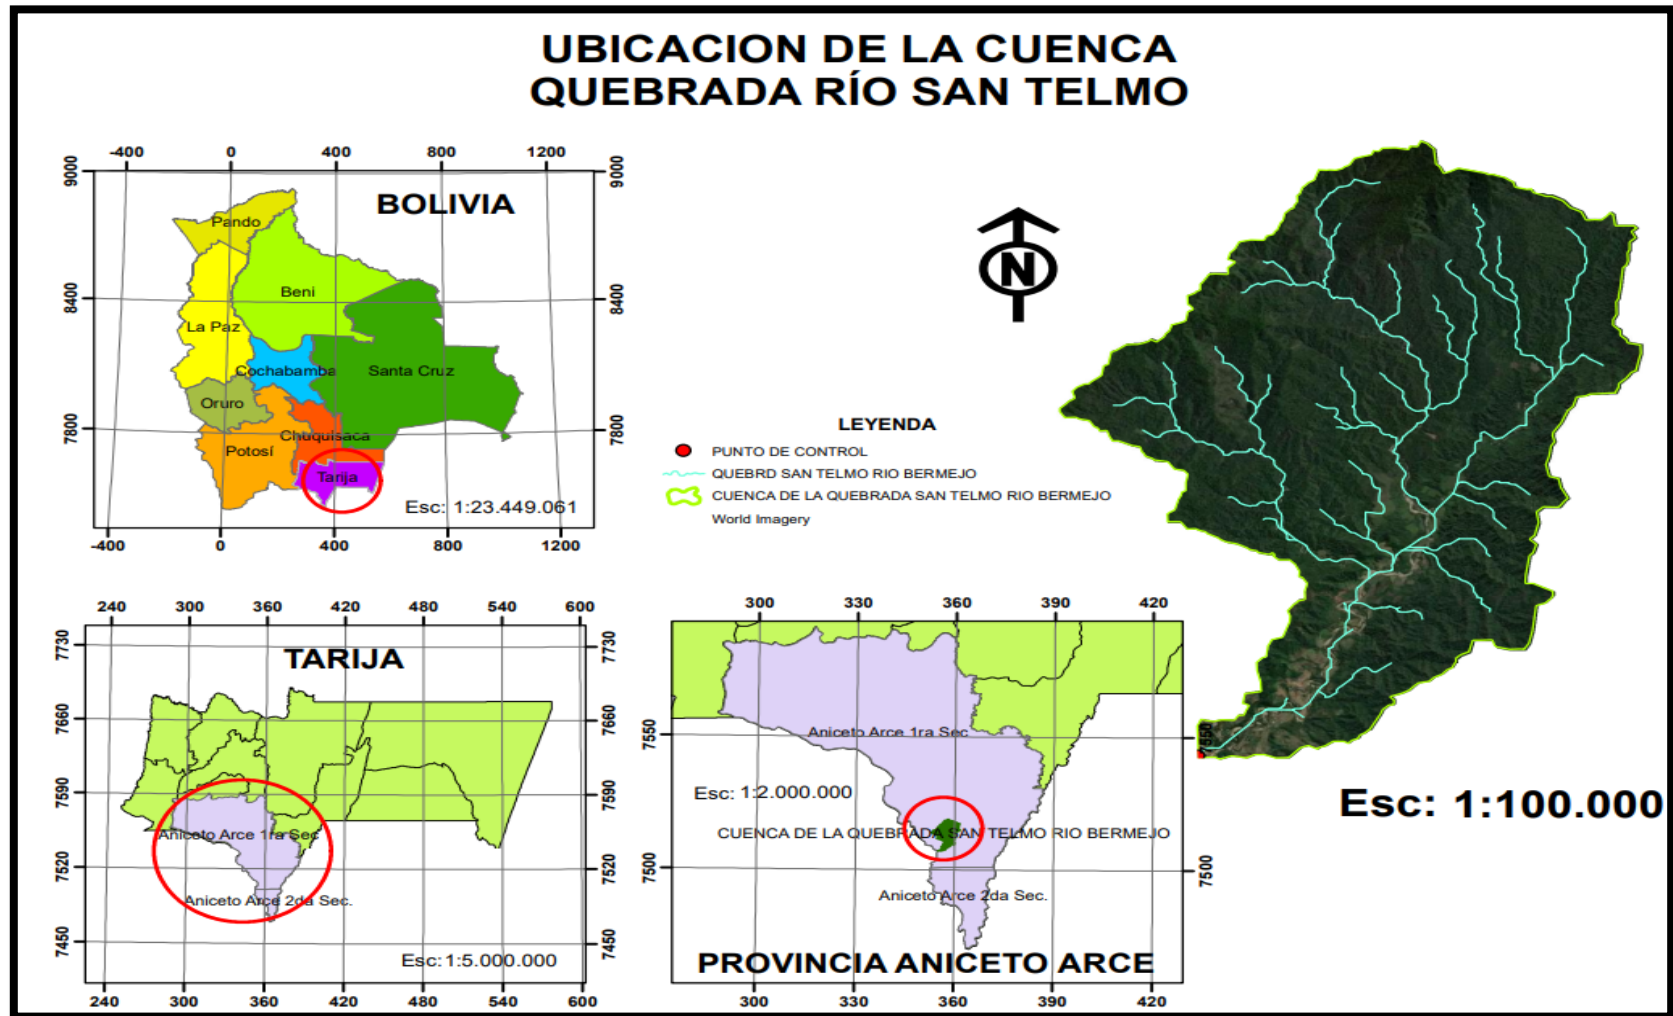 UBICACION DE LA CUENCA
QUEBRADA RÍO SAN TELMO
-400 0 400 800 1200
9000 9000
BOLIVIA
Pando
Beni
8400 8400
La Paz
Cochabamba Santa Cruz
Oruro
7800 7800
Chuquisaca
Potosí
Tarija
Esc: 1:23.449.061
-400 0 400 800 1200
N
LEYENDA
PUNTO DE CONTROL
QUEBRD SAN TELMO RIO BERMEJO
CUENCA DE LA QUEBRADA SAN TELMO RIO BERMEJO
World Imagery
240 300 360 420 480 540 600
7730 7730
TARIJA
7660 7660
7590 7590
Aniceto Arce 1ra Sec
7520 7520
Aniceto Arce 2da Sec.
7450 7450
Esc: 1:5.000.000
240 300 360 420 480 540 600
300 330 360 390 420
Aniceto Arce 1ra Sec
7550 7550
Esc: 1:2.000.000
CUENCA DE LA QUEBRADA SAN TELMO RIO BERMEJO
7500 7500
Aniceto Arce 2da Sec.
PROVINCIA ANICETO ARCE
300 330 360 390 420
Esc: 1:100.000